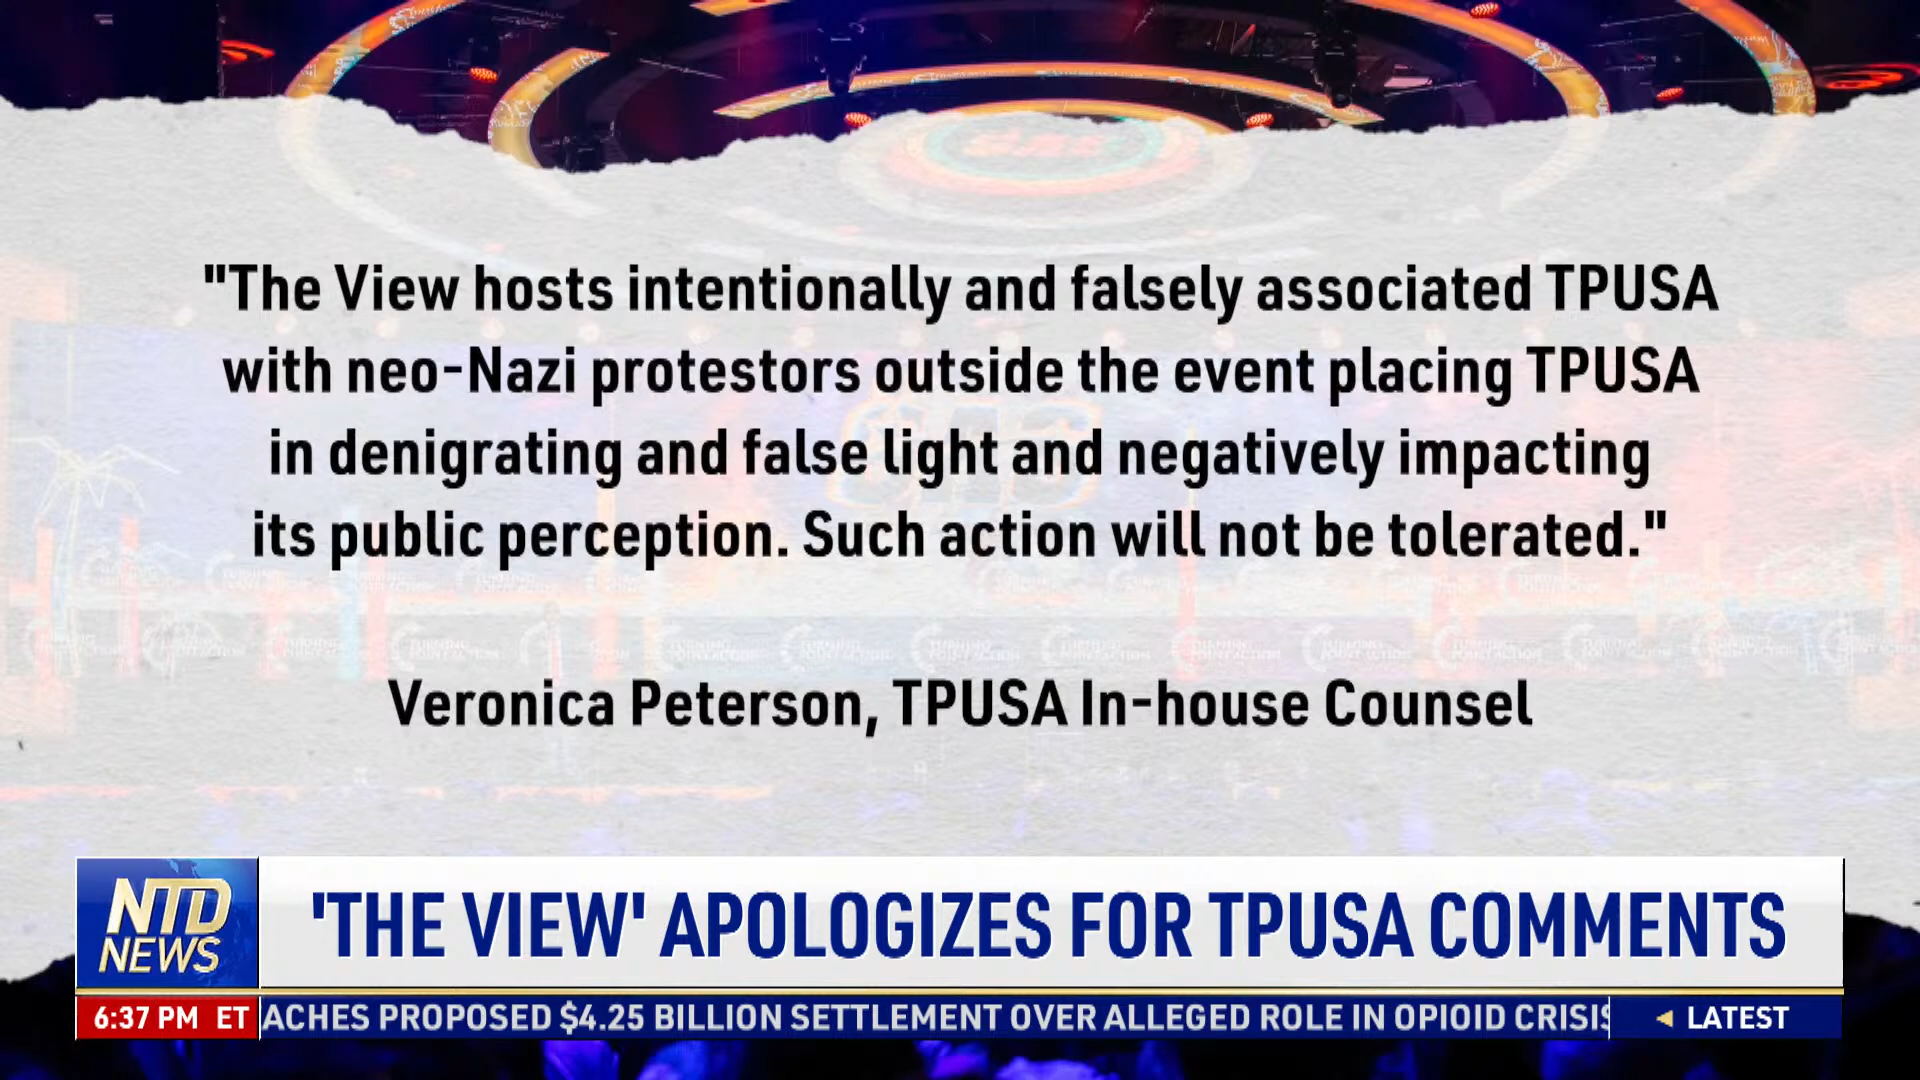 "The View hosts intentionally and falsely associated TPUSA
with neo-Nazi protestors outside the event placing TPUSA
in denigrating and false light and negatively impacting
its public perception. Such action will not be tolerated."
Veronica Peterson, TPUSA In-house Counsel
NTD
NEWS
'THE VIEW' APOLOGIZES FOR TPUSA COMMENTS
6:37 PM ET
ACHES PROPOSED $4.25 BILLION SETTLEMENT OVER ALLEGED ROLE IN OPIOID CRISIS
LATEST